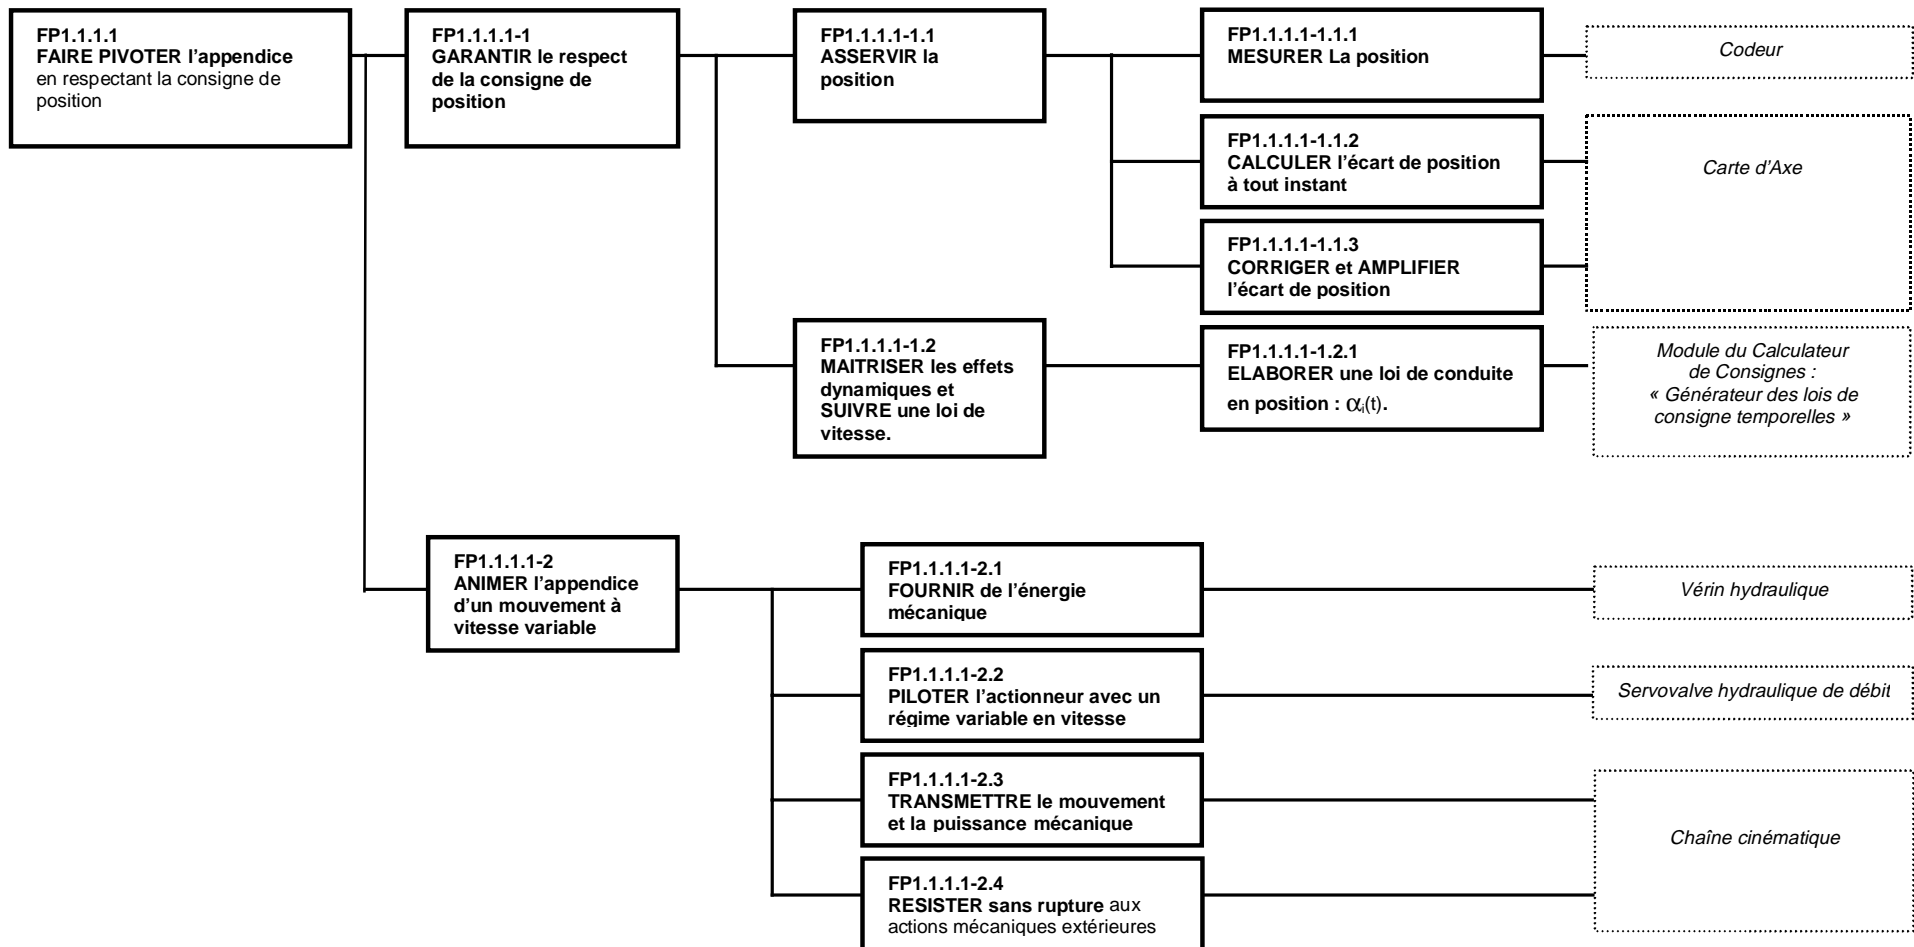 FP1.1.1.1
FAIRE PIVOTER l'appendice
en respectant la consigne de
position
FP1.1.1.1-1
GARANTIR le respect
de la consigne de
position
FP1.1.1.1-1.1
ASSERVIR la
position
FP1.1.1.1-1.1.1
MESURER La position
Codeur
FP1.1.1.1-1.1.2
CALCULER l'écart de position
à tout instant
Carte d'Axe
FP1.1.1.1-1.1.3
CORRIGER et AMPLIFIER
l'écart de position
FP1.1.1.1-1.2
MAITRISER les effets
dynamiques et
SUIVRE une loi de
vitesse.
FP1.1.1.1-1.2.1
ELABORER une loi de conduite
en position : αi(t).
Module du Calculateur
de Consignes :
« Générateur des lois de
consigne temporelles »
FP1.1.1.1-2
ANIMER l'appendice
d'un mouvement à
vitesse variable
FP1.1.1.1-2.1
FOURNIR de l'énergie
mécanique
Vérin hydraulique
FP1.1.1.1-2.2
PILOTER l'actionneur avec un
régime variable en vitesse
Servovalve hydraulique de débit
FP1.1.1.1-2.3
TRANSMETTRE le mouvement
et la puissance mécanique
Chaîne cinématique
FP1.1.1.1-2.4
RESISTER sans rupture aux
actions mécaniques extérieures